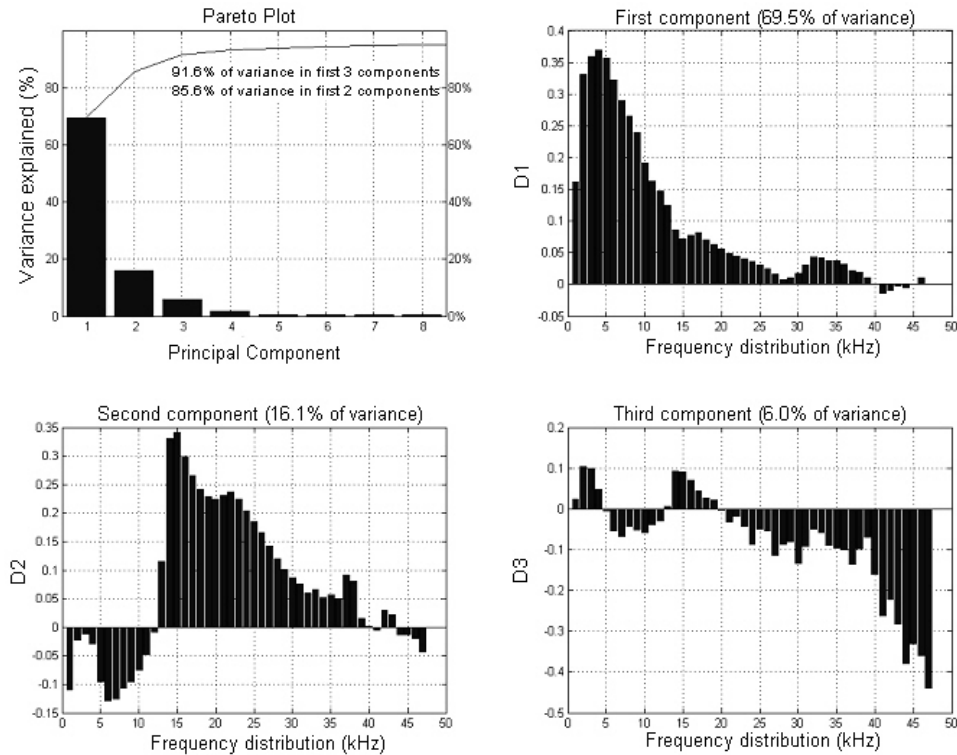 Pareto Plot
Variance explained (%)
80
60
40
20
0
91.6% of variance in first 3 components
85.6% of variance in first 2 components
80%
60%
40%
20%
0%
1 2 3 4 5 6 7 8
Principal Component
First component (69.5% of variance)
D1
0.4
0.35
0.3
0.25
0.2
0.15
0.1
0.05
0
-0.05
0 5 10 15 20 25 30 35 40 45 50
Frequency distribution (kHz)
Second component (16.1% of variance)
D2
0.35
0.3
0.25
0.2
0.15
0.1
0.05
0
-0.05
-0.1
-0.15
0 5 10 15 20 25 30 35 40 45 50
Frequency distribution (kHz)
Third component (6.0% of variance)
D3
0.2
0.1
0
-0.1
-0.2
-0.3
-0.4
-0.5
0 5 10 15 20 25 30 35 40 45 50
Frequency distribution (kHz)